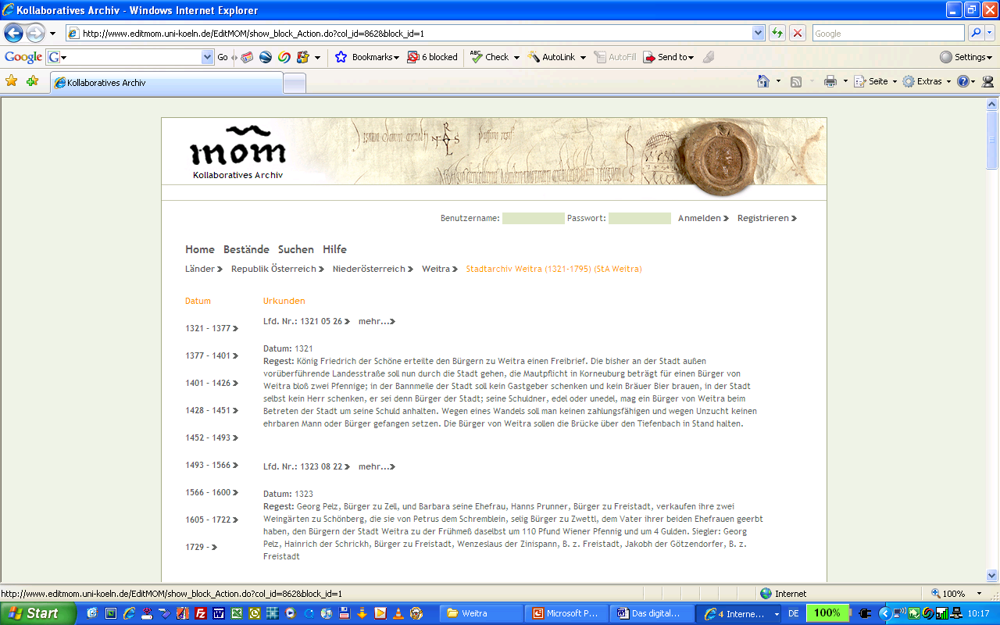 Kollaboratives Archiv - Windows Internet Explorer
http://www.editmom.uni-koeln.de/EditMOM/show_block_Action.do?col_id=862&block_id=1
Google
Google
G
Go
Bookmarks
6 blocked
ABC
Check
AutoLink
AutoFill
Send to
Settings
Kollaboratives Archiv
Seite
Extras
mom
Kollaboratives Archiv
Benutzername:
Passwort:
Anmelden
Registrieren
Home Bestände Suchen Hilfe
Länder Republik Österreich Niederösterreich Weitra Stadtarchiv Weitra (1321-1795) (StA Weitra)
Datum
1321 - 1377
1377 - 1401
1401 - 1426
1428 - 1451
1452 - 1493
1493 - 1566
1566 - 1600
1605 - 1722
1729 -
Urkunden
Lfd. Nr.: 1321 05 26 mehr...
Datum: 1321
Regest: König Friedrich der Schöne erteilte den Bürgern zu Weitra einen Freibrief. Die bisher an der Stadt außen
vorüberführende Landesstraße soll nun durch die Stadt gehen, die Mautpflicht in Korneuburg beträgt für einen Bürger von
Weitra bloß zwei Pfennige; in der Bannmeile der Stadt soll kein Gastgeber schenken und kein Bräuer Bier brauen, in der Stadt
selbst kein Herr schenken, er sei denn Bürger der Stadt; seine Schuldner, edel oder unedel, mag ein Bürger von Weitra beim
Betreten der Stadt um seine Schuld anhalten. Wegen eines Wandels soll man keinen zahlungsfähigen und wegen Unzucht keinen
ehrbaren Mann oder Bürger gefangen setzen. Die Bürger von Weitra sollen die Brücke über den Tiefenbach in Stand halten.
Lfd. Nr.: 1323 08 22 mehr...
Datum: 1323
Regest: Georg Pelz, Bürger zu Zell, und Barbara seine Ehefrau, Hanns Prunner, Bürger zu Freistadt, verkaufen ihre zwei
Weingärten zu Schönberg, die sie von Petrus dem Schremblein, selig Bürger zu Zwettl, dem Vater ihrer beiden Ehefrauen geerbt
haben, den Bürgern der Stadt Weitra zu der Frühmeß daselbst um 110 Pfund Wiener Pfennig und um 4 Gulden. Siegler: Georg
Pelz, Hainrich der Schrickh, Bürger zu Freistadt, Wenzeslaus der Zinispann, B. z. Freistadt, Jakobh der Götzendorfer, B. z.
Freistadt
http://www.editmom.uni-koeln.de/EditMOM/show_block_Action.do?col_id=862&block_id=1
Internet
100%
Start
Weitra
Microsoft P...
Das digital...
4 Interne...
DE
100%
10:17